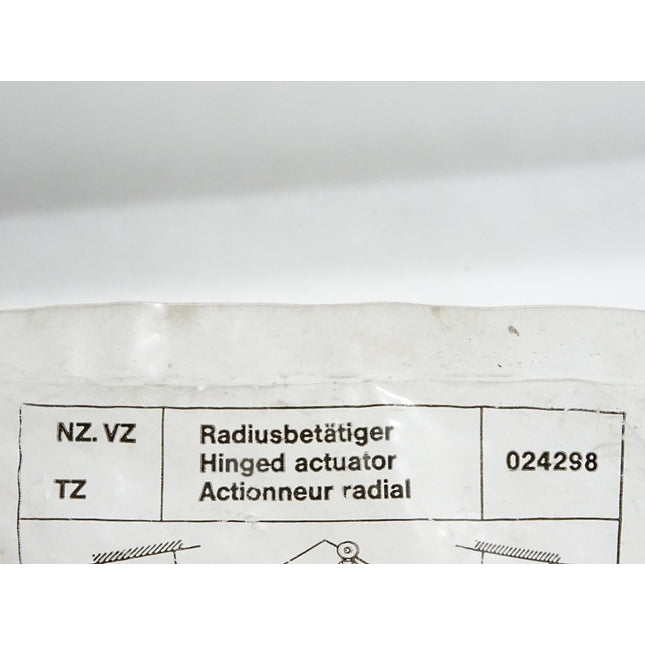 NZ. VZ
TZ
Radiusbetätiger
Hinged actuator
Actionneur radial
024298